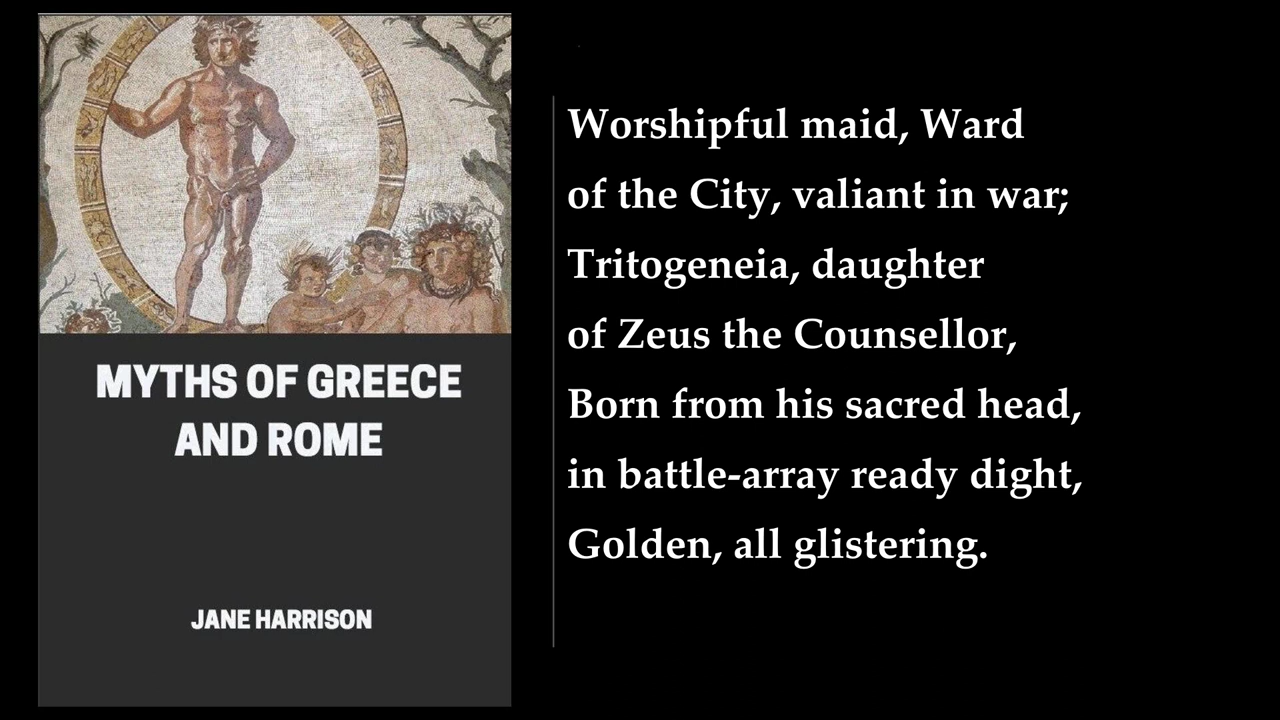 MYTHS OF GREECE
AND ROME
JANE HARRISON
Worshipful maid, Ward
of the City, valiant in war;
Tritogeneia, daughter
of Zeus the Counsellor,
Born from his sacred head,
in battle-array ready dight,
Golden, all glistering.